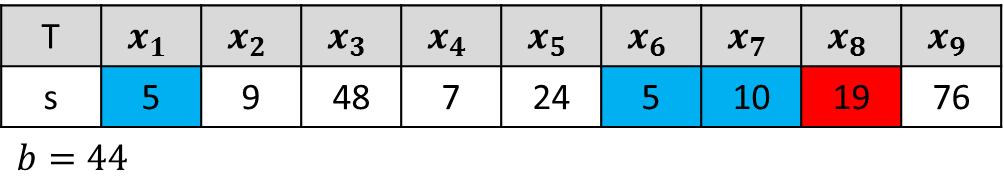 T x₁ x₂ x₃ x₄ x₅ x₆ x₇ x₈ x₉
s 5 9 48 7 24 5 10 19 76
b = 44